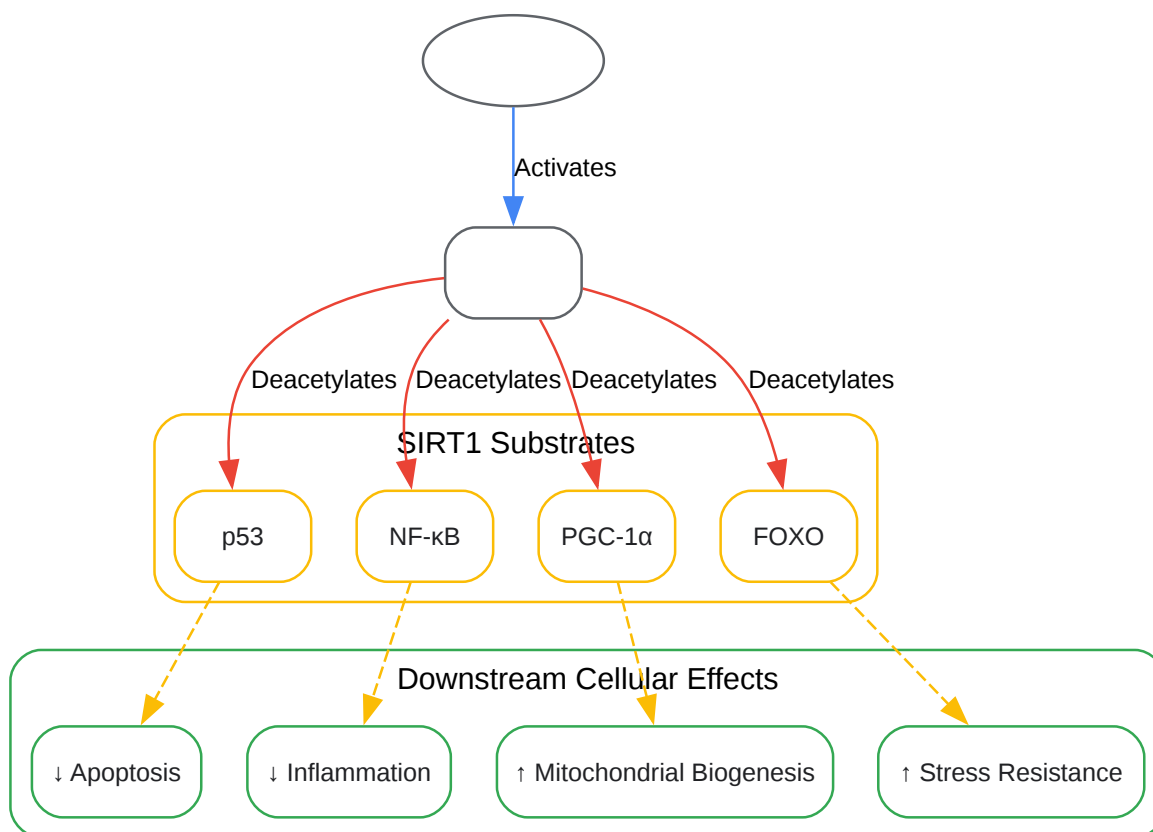 Activates
Deacetylates
Deacetylates
Deacetylates
Deacetylates
SIRT1 Substrates
p53
NF-κB
PGC-1α
FOXO
Downstream Cellular Effects
↓ Apoptosis
↓ Inflammation
↑ Mitochondrial Biogenesis
↑ Stress Resistance